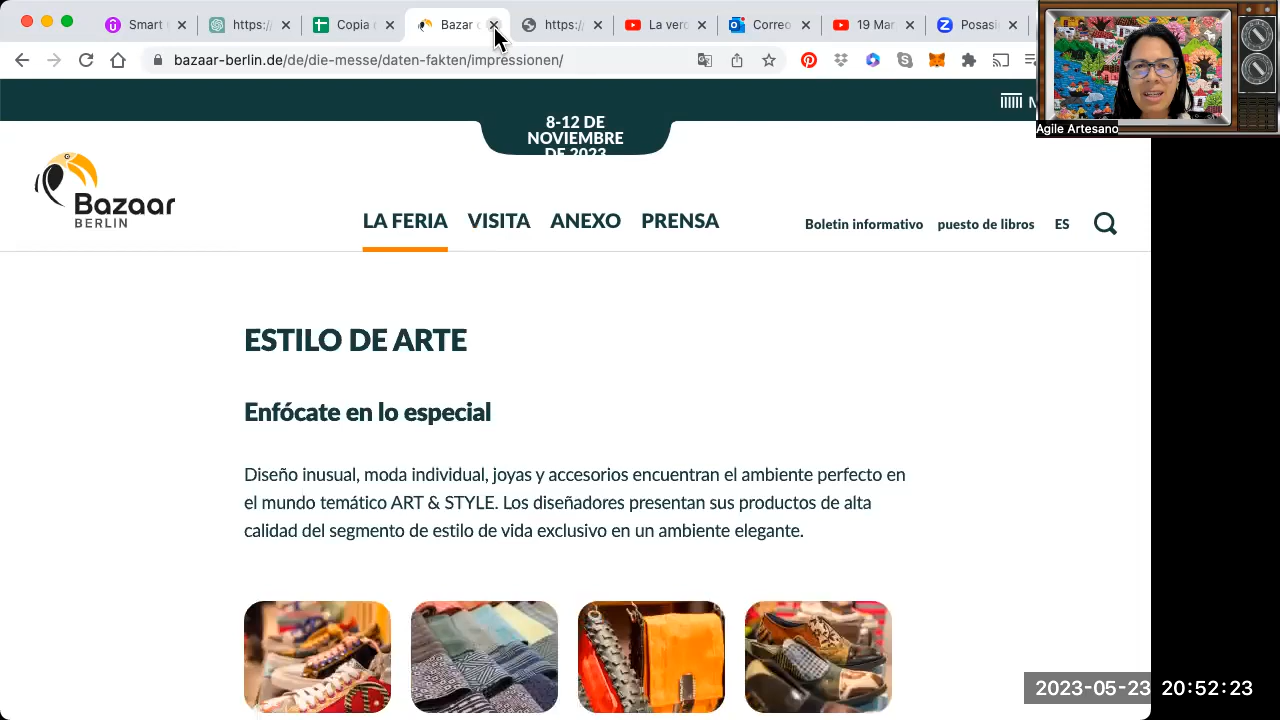 Smart
https:/
Copia
Bazar
https:/
La ver
Correo
19 Mar
Posasi
bazaar-berlin.de/de/die-messe/daten-fakten/impressionen/
Agile Artesano
8-12 DE
NOVIEMBRE
DE 2023
Bazaar
BERLIN
LA FERIA VISITA ANEXO PRENSA
Boletin informativo puesto de libros ES
ESTILO DE ARTE
Enfócate en lo especial
Diseño inusual, moda individual, joyas y accesorios encuentran el ambiente perfecto en
el mundo temático ART & STYLE. Los diseñadores presentan sus productos de alta
calidad del segmento de estilo de vida exclusivo en un ambiente elegante.
2023-05-23 20:52:23